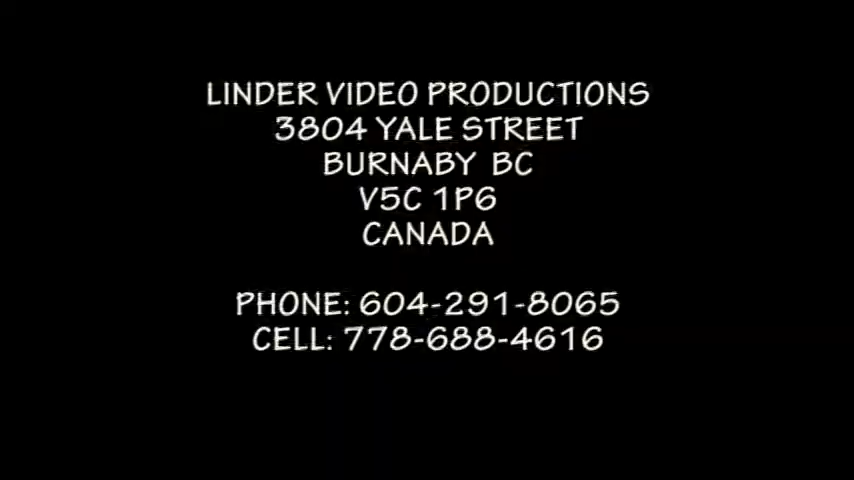 LINDER VIDEO PRODUCTIONS
3804 YALE STREET
BURNABY BC
V5C 1P6
CANADA
PHONE: 604-291-8065
CELL: 778-688-4616